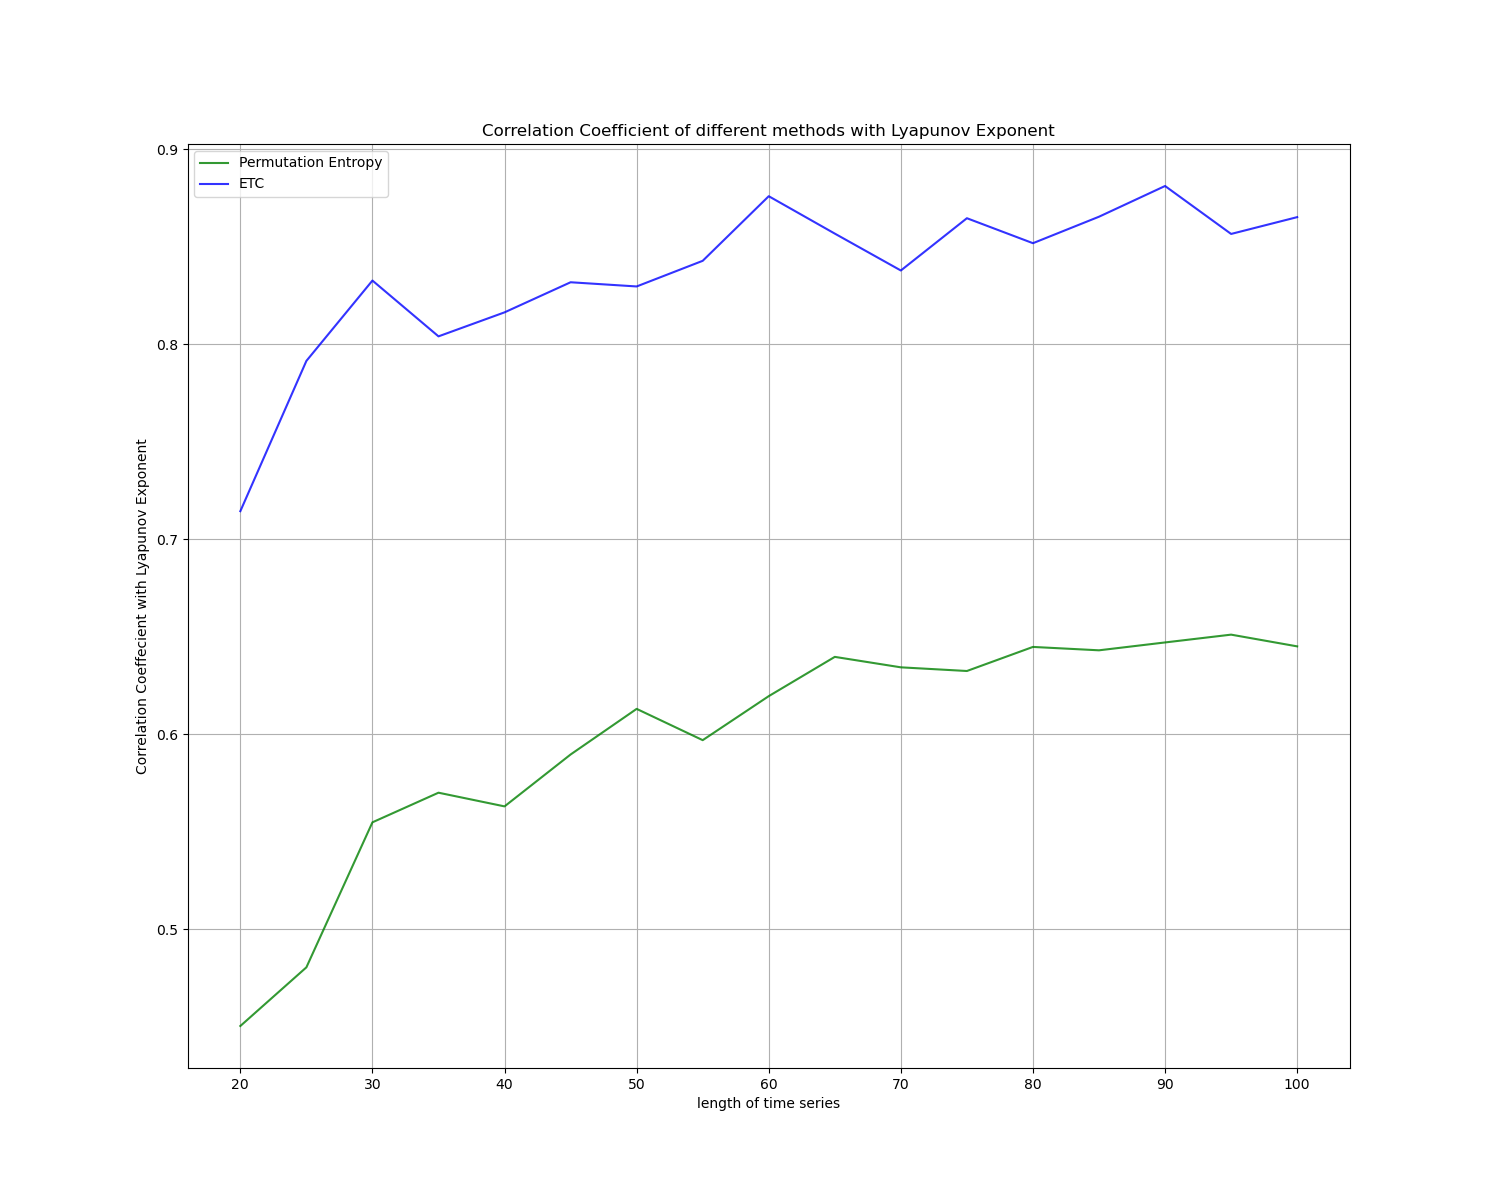 Correlation Coefficient of different methods with Lyapunov Exponent
Permutation Entropy
ETC
0.9
0.8
0.7
0.6
0.5
Correlation Coeffecient with Lyapunov Exponent
20 30 40 50 60 70 80 90 100
length of time series